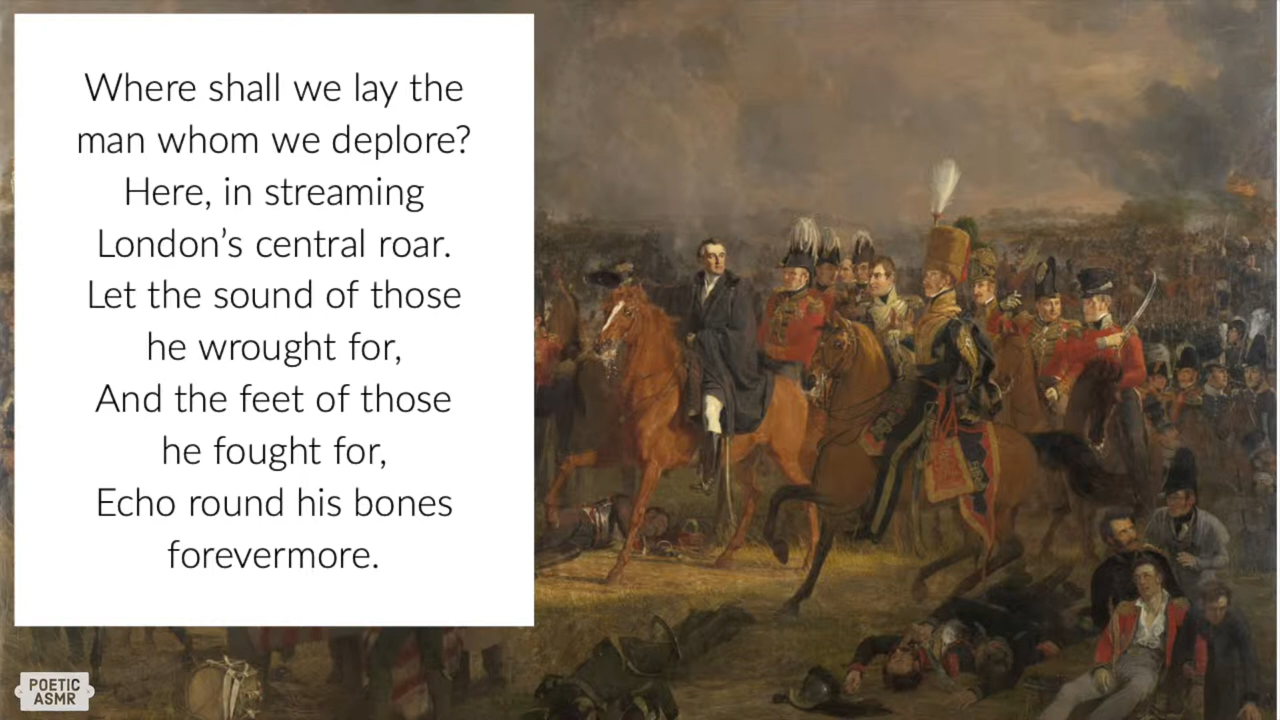 Where shall we lay the
man whom we deplore?
Here, in streaming
London’s central roar.
Let the sound of those
he wrought for,
And the feet of those
he fought for,
Echo round his bones
forevermore.
POETIC
ASMR